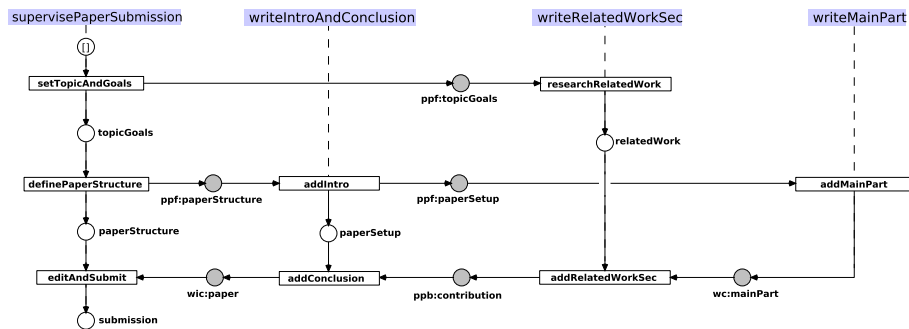 supervisePaperSubmission
writeIntroAndConclusion
writeRelatedWorkSec
writeMainPart
[]
setTopicAndGoals
researchRelatedWork
ppf:topicGoals
topicGoals
relatedWork
definePaperStructure
addIntro
addMainPart
ppf:paperStructure
ppf:paperSetup
paperStructure
paperSetup
editAndSubmit
addConclusion
addRelatedWorkSec
wic:paper
ppb:contribution
wc:mainPart
submission